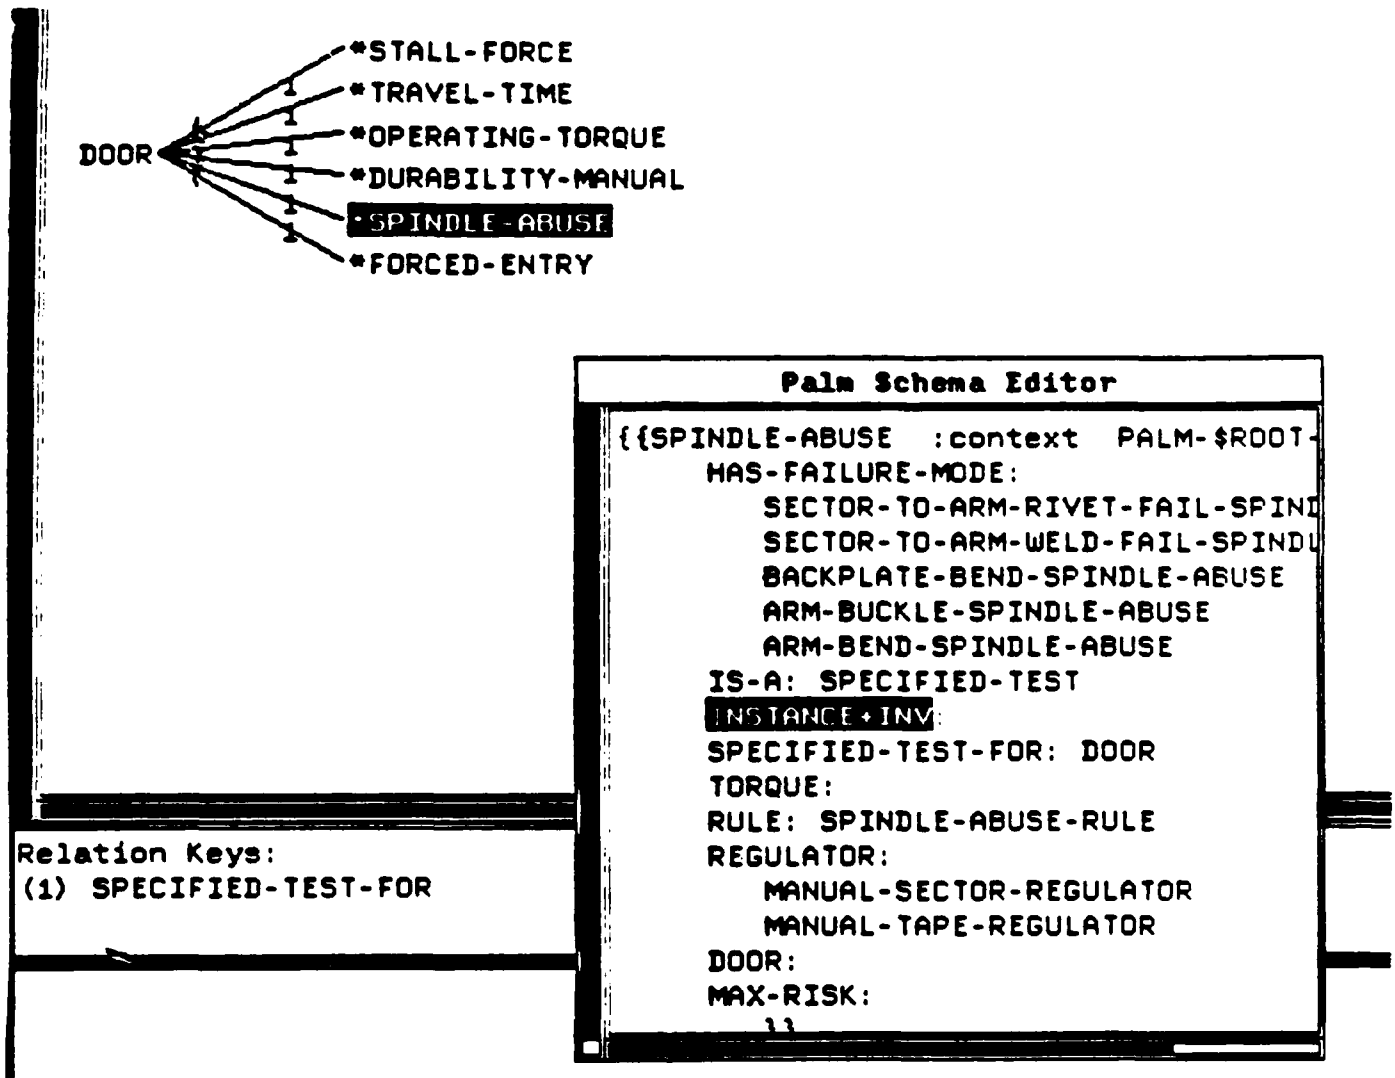 *STALL-FORCE
*TRAVEL-TIME
*OPERATING-TORQUE
DOOR
*DURABILITY-MANUAL
*SPINDLE-ABUSE
*FORCED-ENTRY
Palm Schema Editor
{{SPINDLE-ABUSE :context PALM-$ROOT-
HAS-FAILURE-MODE:
SECTOR-TO-ARM-RIVET-FAIL-SPIND
SECTOR-TO-ARM-WELD-FAIL-SPINDL
BACKPLATE-BEND-SPINDLE-ABUSE
ARM-BUCKLE-SPINDLE-ABUSE
ARM-BEND-SPINDLE-ABUSE
IS-A: SPECIFIED-TEST
INSTANCE+INV:
SPECIFIED-TEST-FOR: DOOR
TORQUE:
RULE: SPINDLE-ABUSE-RULE
REGULATOR:
MANUAL-SECTOR-REGULATOR
MANUAL-TAPE-REGULATOR
DOOR:
MAX-RISK:
}}
Relation Keys:
(1) SPECIFIED-TEST-FOR